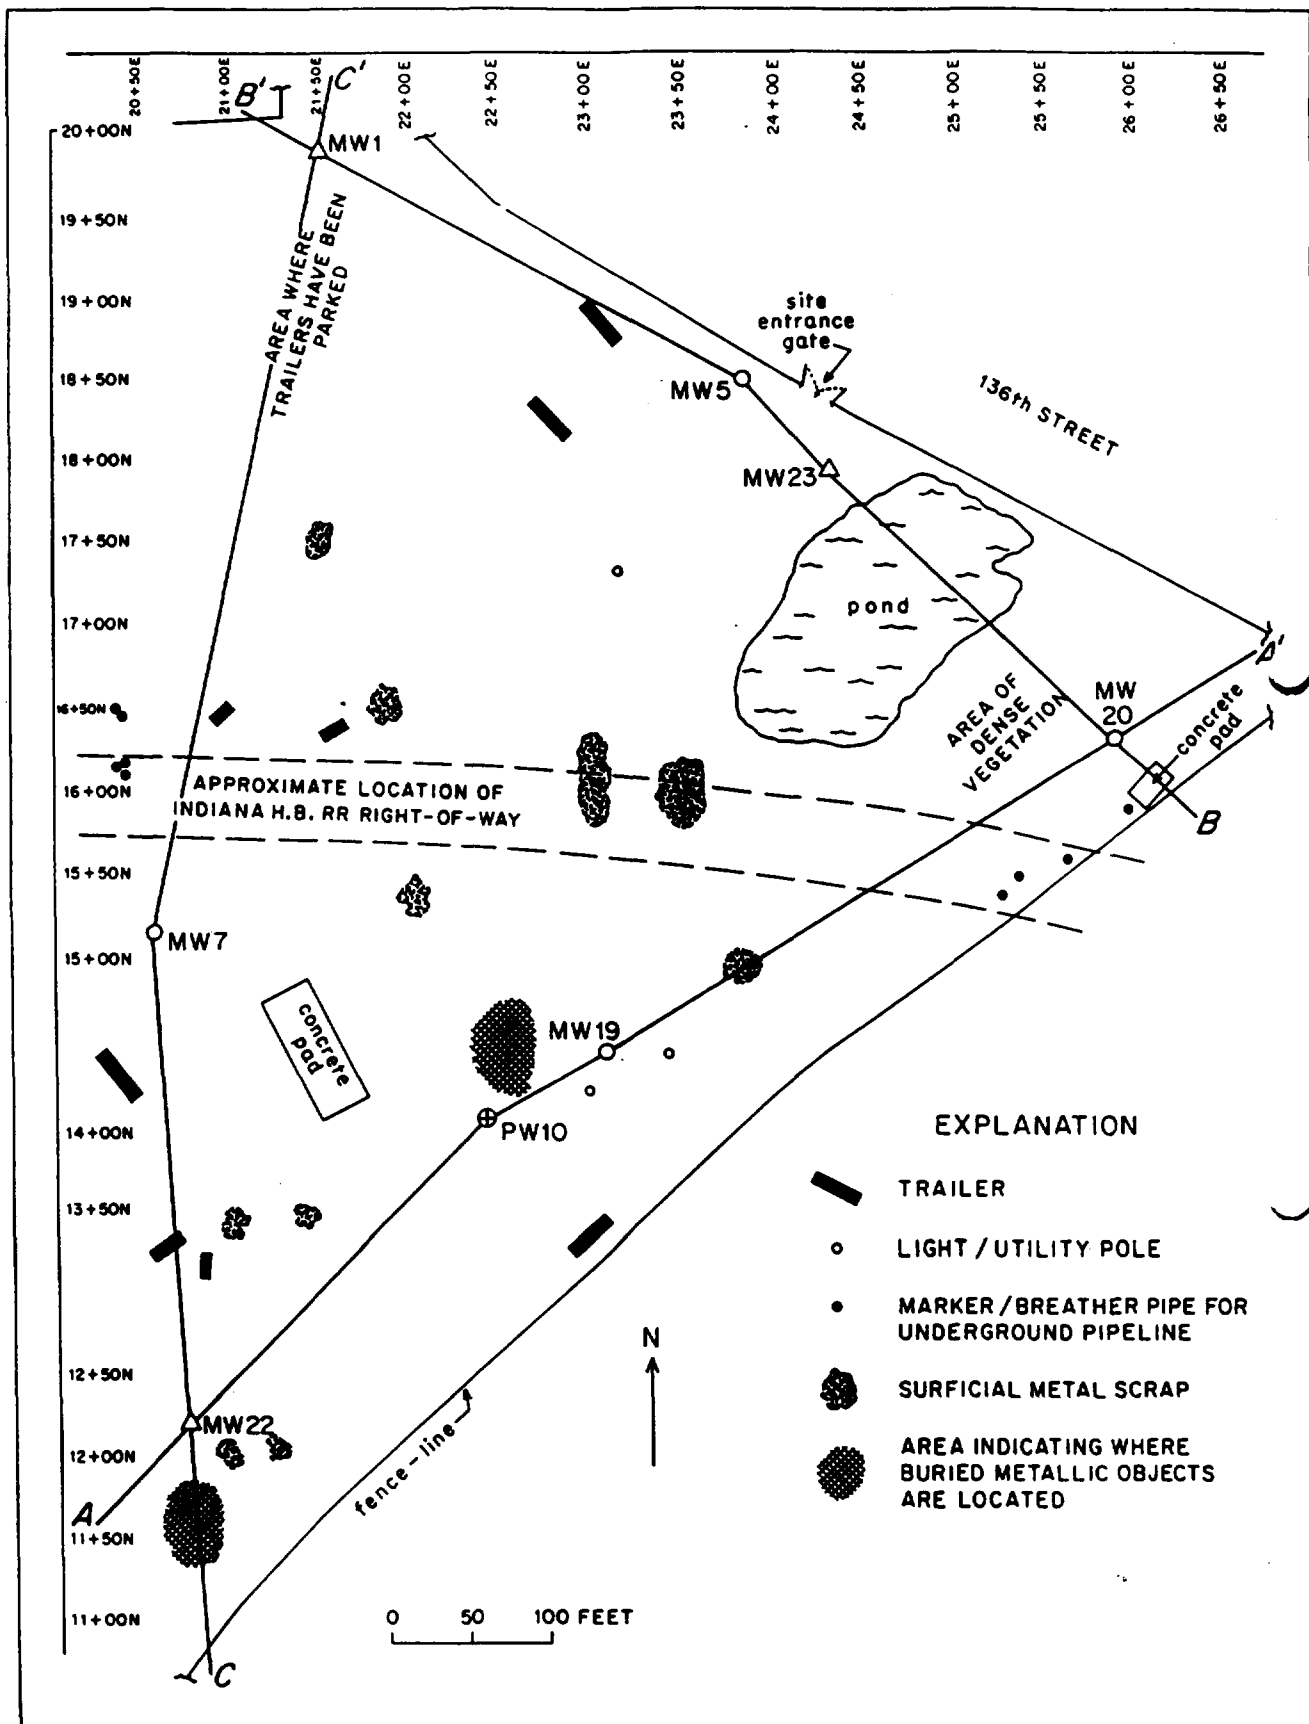 20+50E
21+00E
21+50E
22+00E
22+50E
23+00E
23+50E
24+00E
24+50E
25+00E
25+50E
26+00E
26+50E
B'
C'
20+00N
19+50N
19+00N
18+50N
18+00N
17+50N
17+00N
16+50N
16+00N
15+50N
15+00N
14+00N
13+50N
12+50N
12+00N
11+50N
11+00N
MW1
AREA WHERE
TRAILERS HAVE BEEN
PARKED
site
entrance
gate
136th STREET
MW5
MW23
pond
A'
AREA OF
DENSE
VEGETATION
MW
20
concrete
pad
B
APPROXIMATE LOCATION OF
INDIANA H.B. RR RIGHT-OF-WAY
MW7
concrete
pad
MW19
PW10
MW22
A
C
fence-line
N
0 50 100 FEET
EXPLANATION
TRAILER
LIGHT / UTILITY POLE
MARKER / BREATHER PIPE FOR
UNDERGROUND PIPELINE
SURFICIAL METAL SCRAP
AREA INDICATING WHERE
BURIED METALLIC OBJECTS
ARE LOCATED